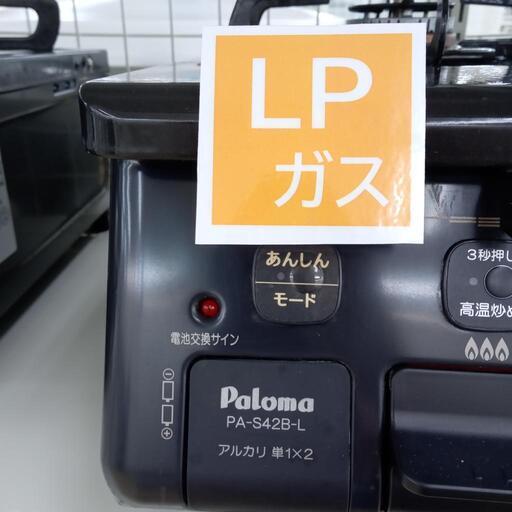 LP
ガス
あんしん
モード
3秒押し
高温炒め
電池交換サイン
Paloma
PA-S42B-L
アルカリ 単1×2